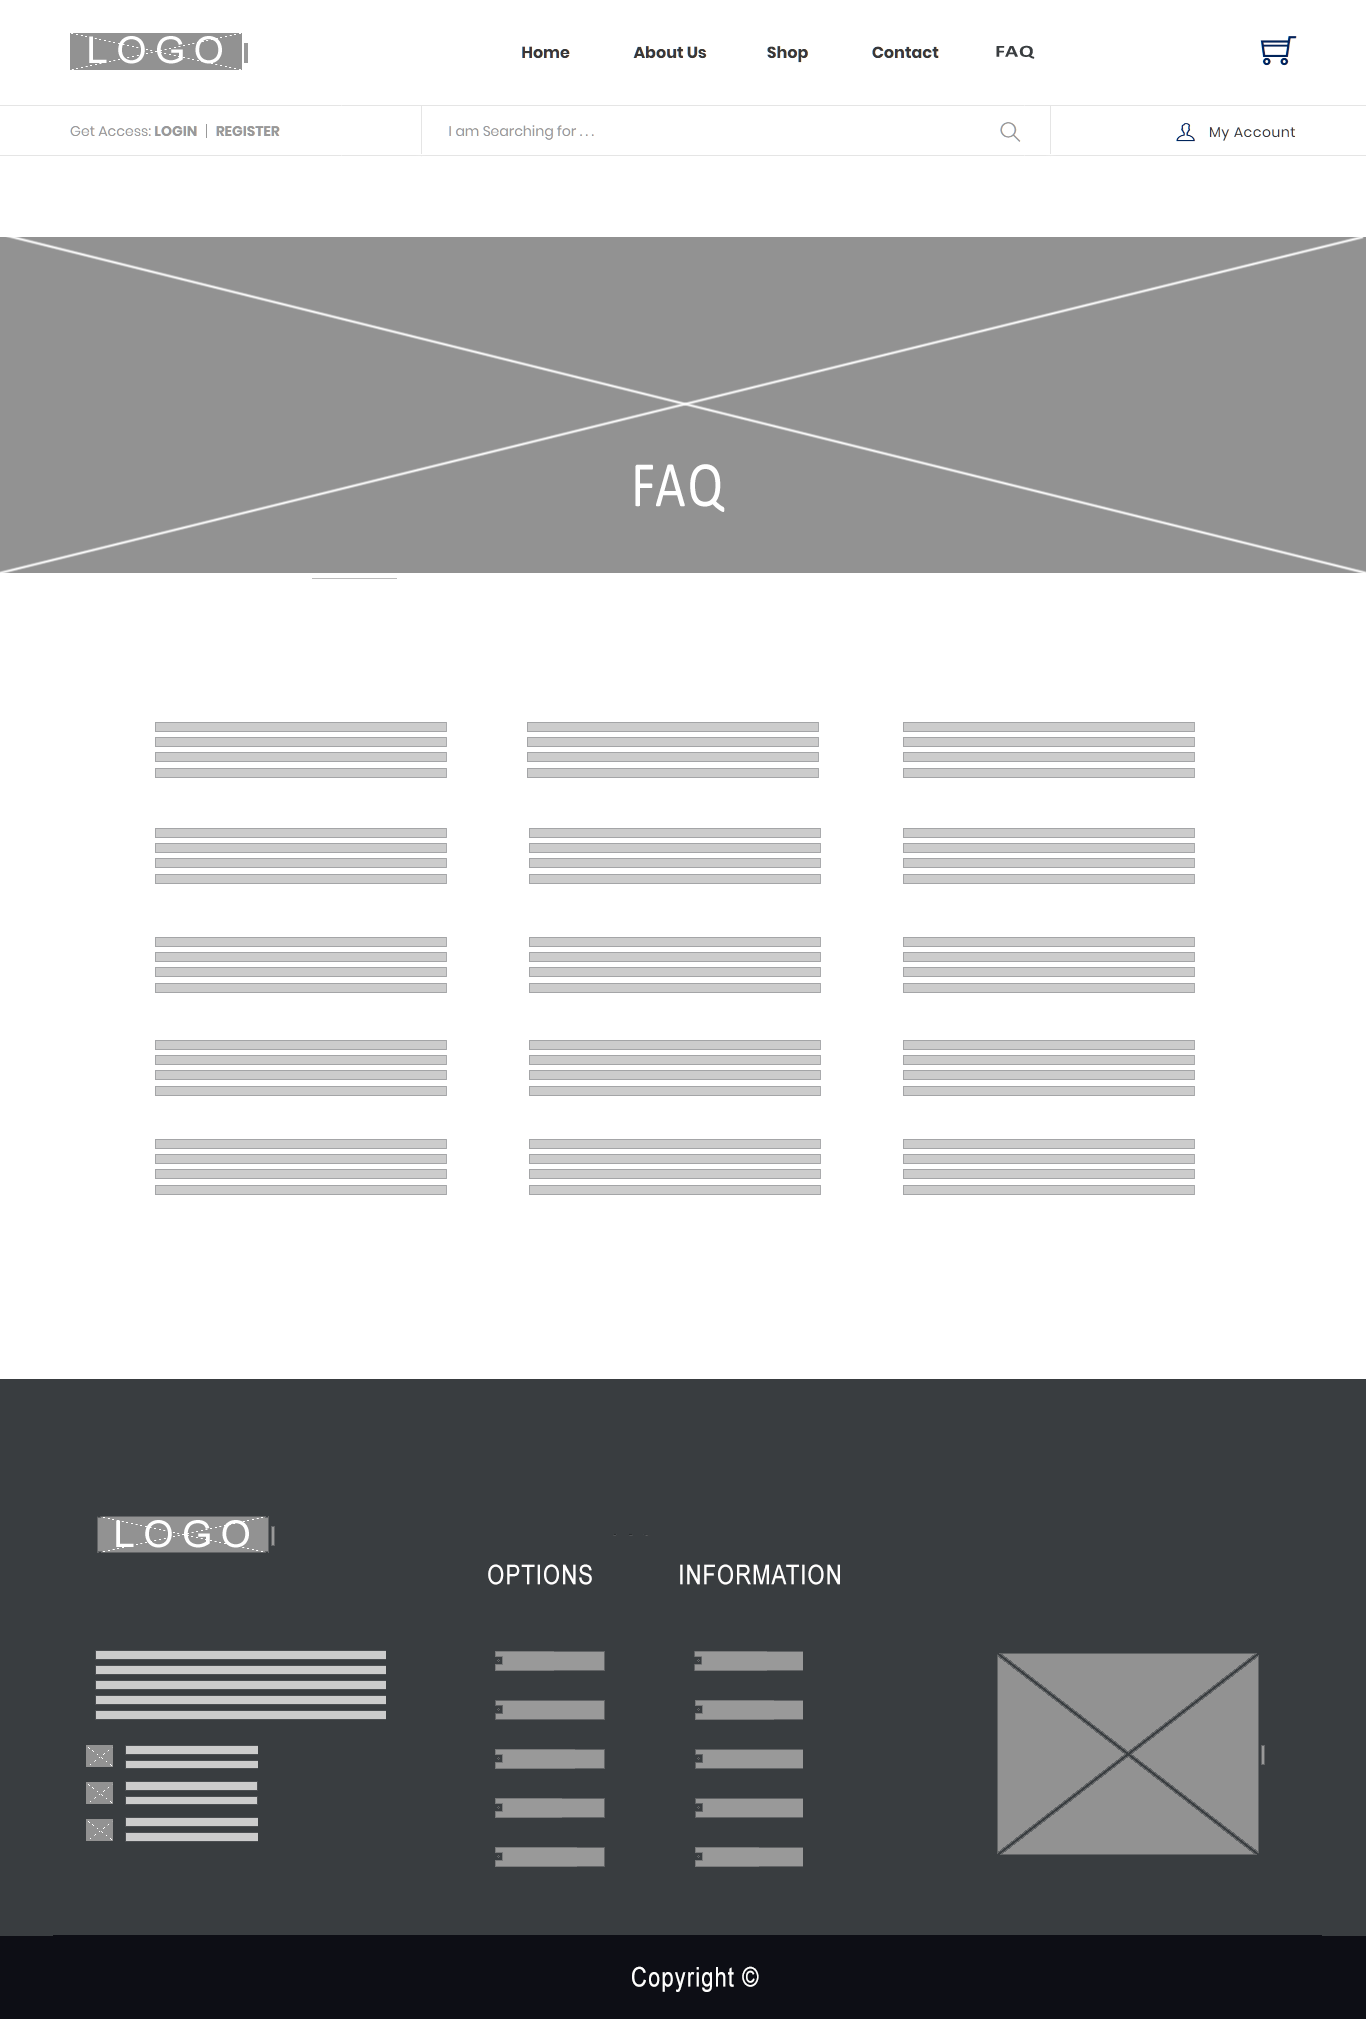 LOGO
Home About Us Shop Contact FAQ
Get Access: LOGIN | REGISTER
I am Searching for . . .
My Account
FAQ
LOGO
OPTIONS INFORMATION
Copyright ©